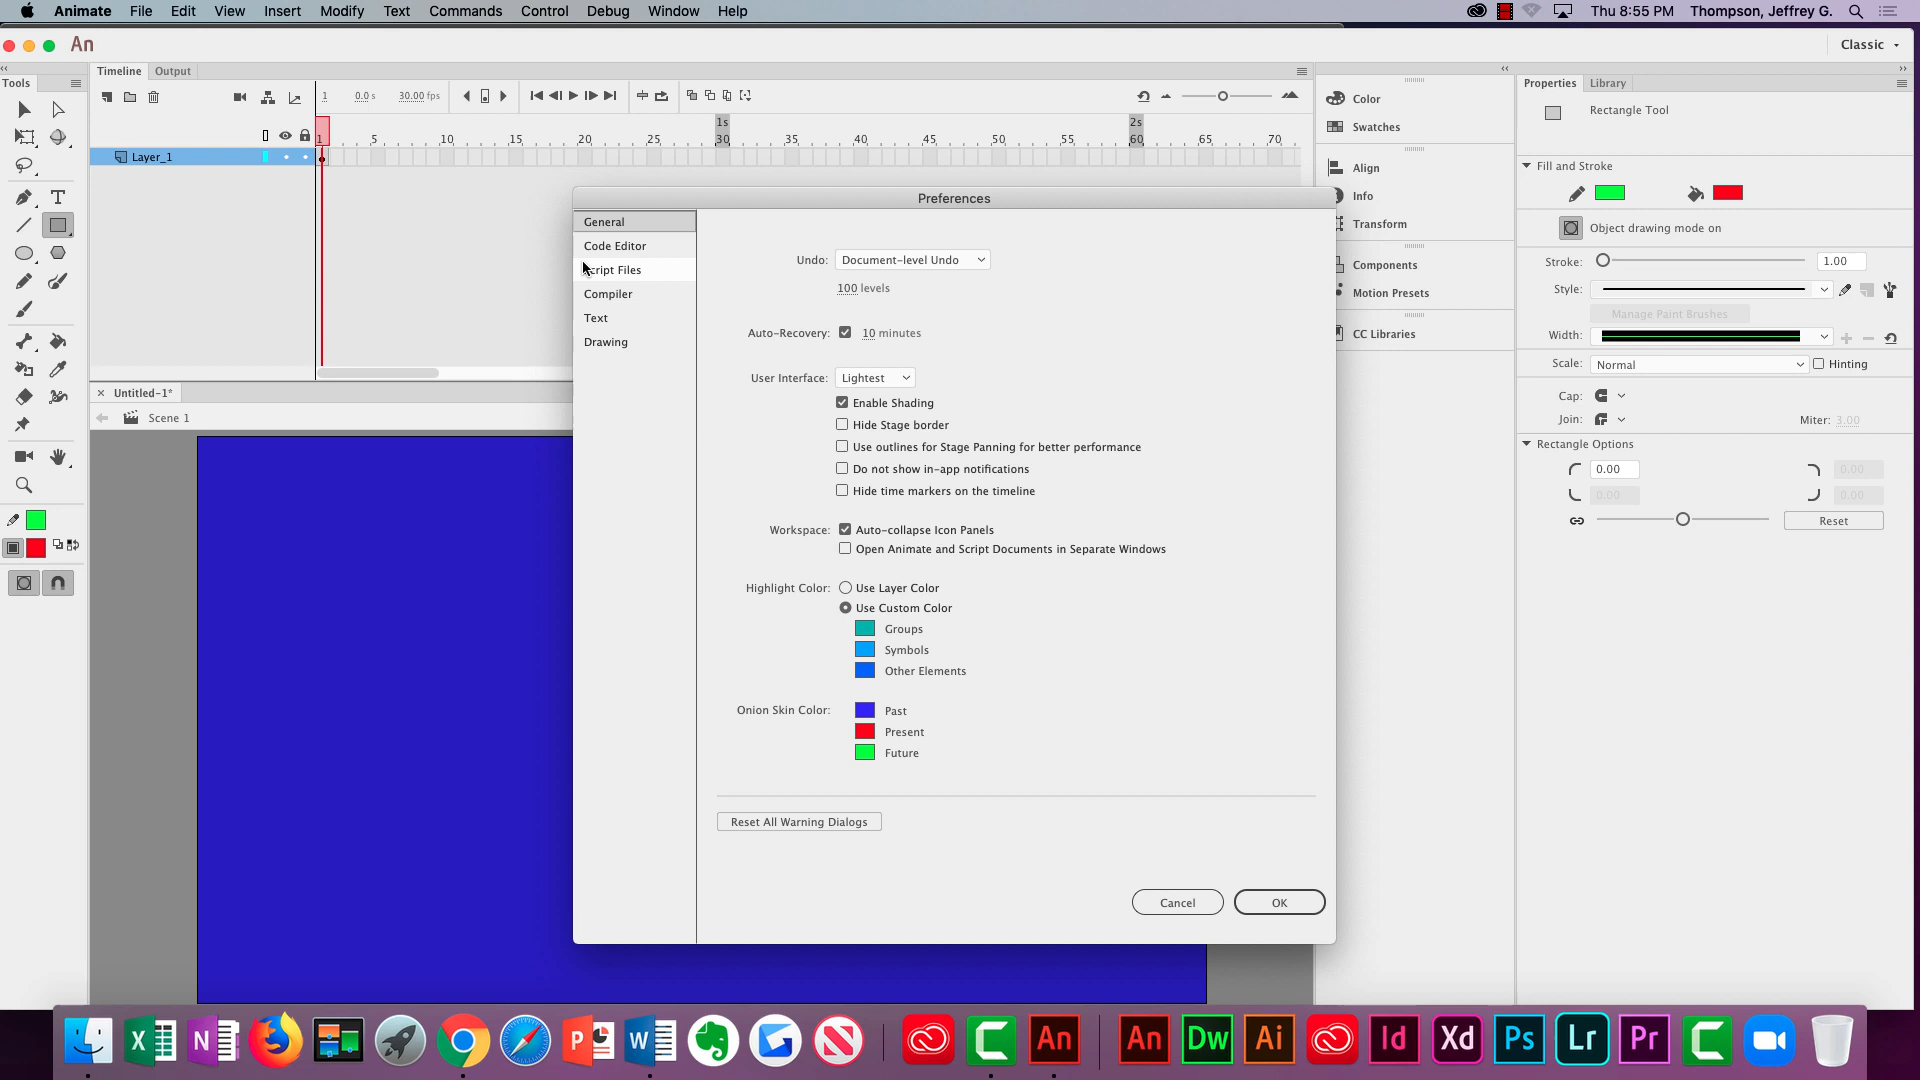 Animate File Edit View Insert Modify Text Commands Control Debug Window Help
Thu 8:55 PM Thompson, Jeffrey G.
An
Classic
Tools
Timeline Output
1 0.0 s 30.00 fps
1s 2s
1 5 10 15 20 25 30 35 40 45 50 55 60 65 70
Layer_1
Untitled-1*
Scene 1
Preferences
General
Code Editor
Script Files
Compiler
Text
Drawing
Undo: Document-level Undo
100 levels
Auto-Recovery: 10 minutes
User Interface: Lightest
Enable Shading
Hide Stage border
Use outlines for Stage Panning for better performance
Do not show in-app notifications
Hide time markers on the timeline
Workspace: Auto-collapse Icon Panels
Open Animate and Script Documents in Separate Windows
Highlight Color: Use Layer Color
Use Custom Color
Groups
Symbols
Other Elements
Onion Skin Color: Past
Present
Future
Reset All Warning Dialogs
Cancel OK
Color
Swatches
Align
Info
Transform
Components
Motion Presets
CC Libraries
Properties Library
Rectangle Tool
Fill and Stroke
Object drawing mode on
Stroke: 1.00
Style:
Manage Paint Brushes
Width:
Scale: Normal Hinting
Cap:
Join: Miter: 3.00
Rectangle Options
0.00 0.00
0.00 0.00
Reset
X N P W N C An An Dw Ai Id Xd Ps Lr Pr C